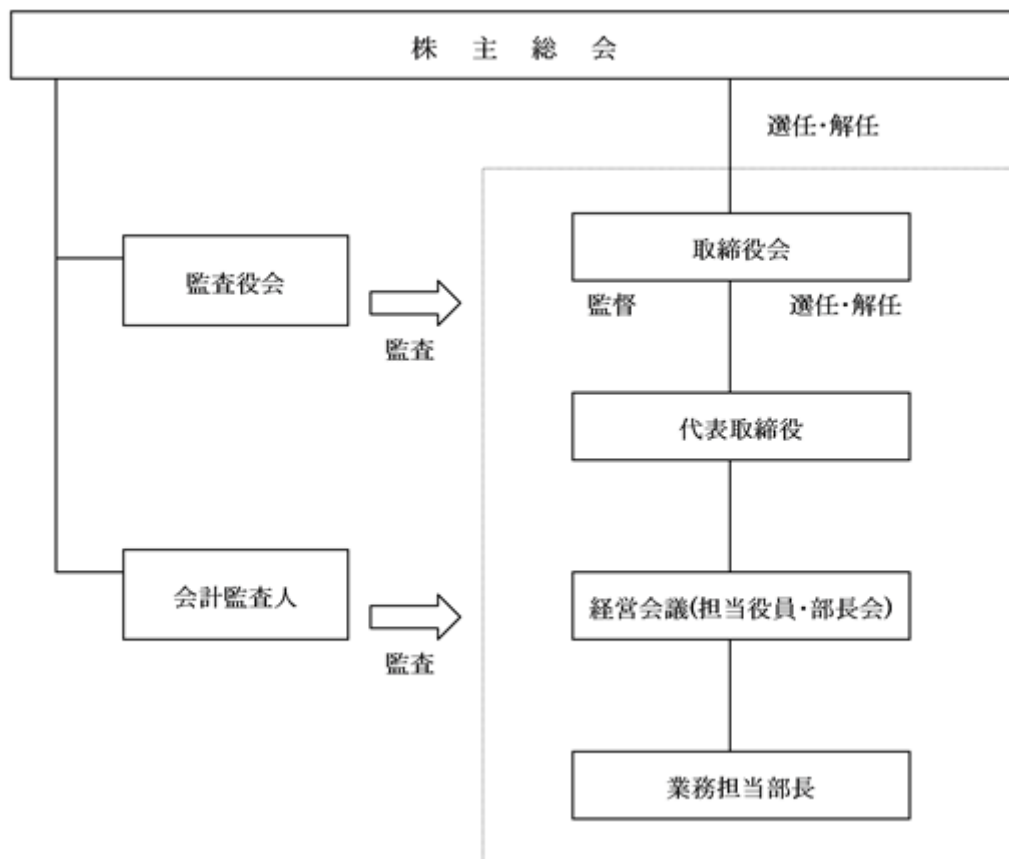 株主総会
選任・解任
取締役会
監督
選任・解任
監査役会
監査
代表取締役
会計監査人
監査
経営会議(担当役員・部長会)
業務担当部長